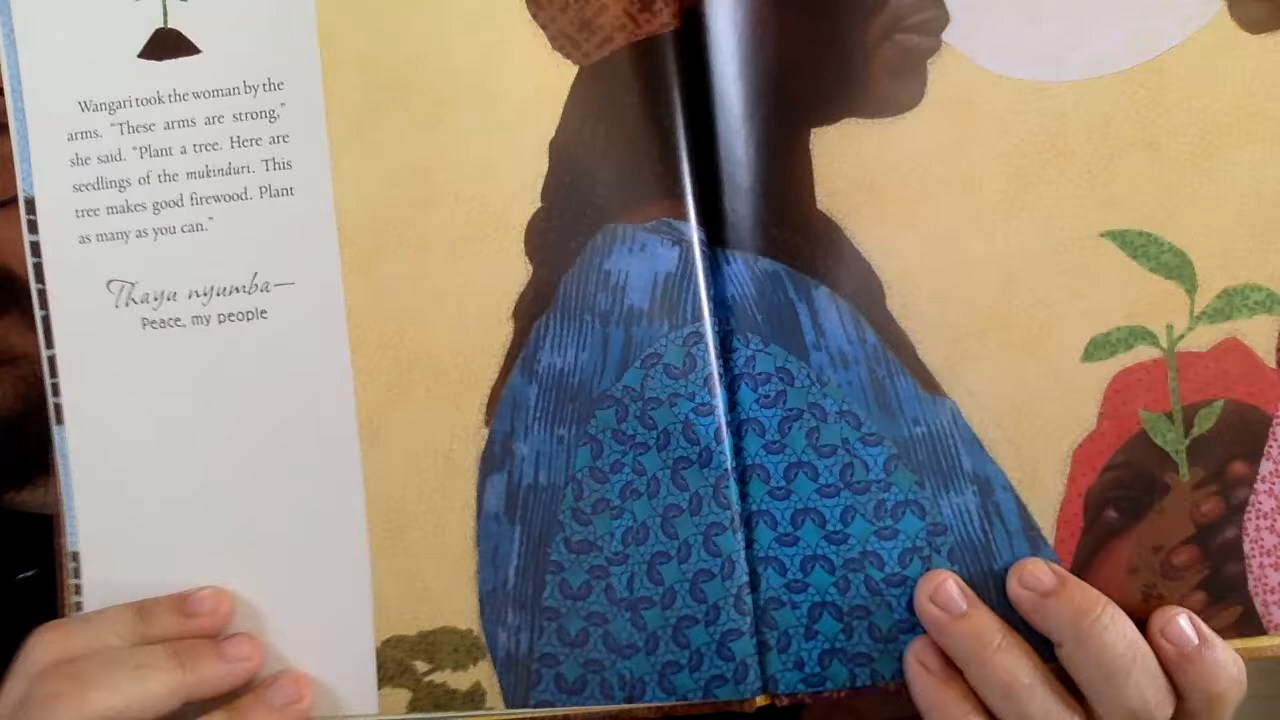 Wangari took the woman by the
arms. “These arms are strong,”
she said. “Plant a tree. Here are
seedlings of the mukinduri. This
tree makes good firewood. Plant
as many as you can.”
Thayu nyumba—
Peace, my people